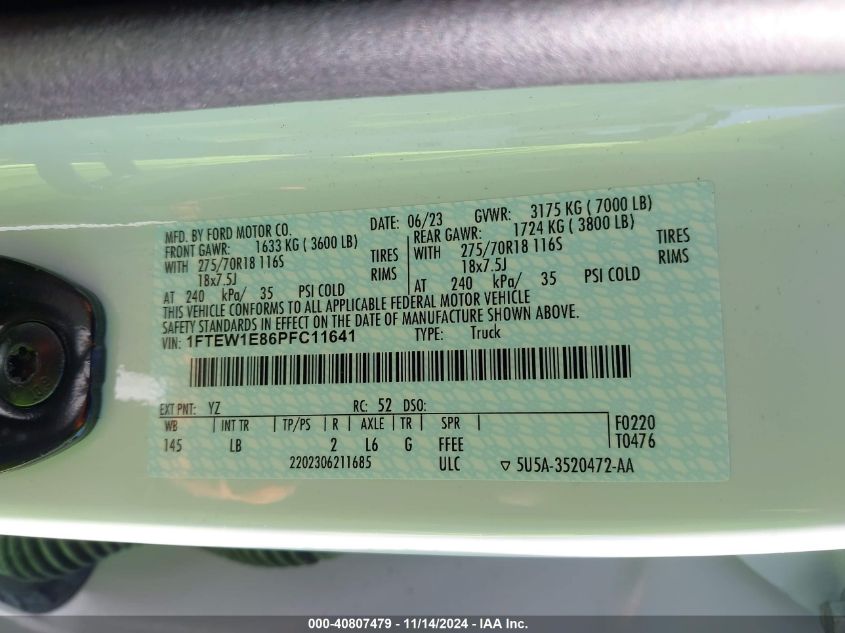 MFD. BY FORD MOTOR CO. DATE: 06/23 GVWR: 3175 KG ( 7000 LB)
FRONT GAWR: 1633 KG ( 3600 LB) REAR GAWR: 1724 KG ( 3800 LB)
WITH 275/70R18 116S TIRES 275/70R18 116S TIRES
18x7.5J RIMS 18x7.5J RIMS
AT 240 kPa/ 35 PSI COLD AT 240 kPa/ 35 PSI COLD
THIS VEHICLE CONFORMS TO ALL APPLICABLE FEDERAL MOTOR VEHICLE
SAFETY STANDARDS IN EFFECT ON THE DATE OF MANUFACTURE SHOWN ABOVE.
VIN: 1FTEW1E86PFC11641 TYPE: Truck
EXT PNT: YZ RC: 52 DSO:
WB INT TR TP/PS R AXLE TR SPR F0220
145 LB 2 L6 G FFEE T0476
2202306211685 ULC ▽ 5U5A-3520472-AA
000-40807479 - 11/14/2024 - IAA Inc.